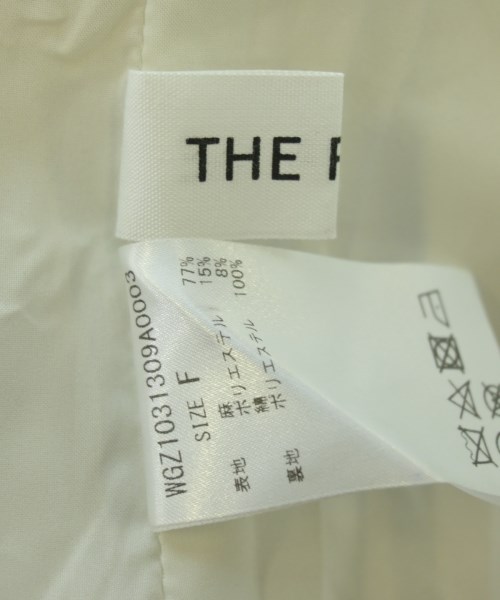 THE
WGZ1031309A0003
SIZE F
表地 麻 77%
ポリエステル 15%
綿 8%
裏地 ポリエステル 100%